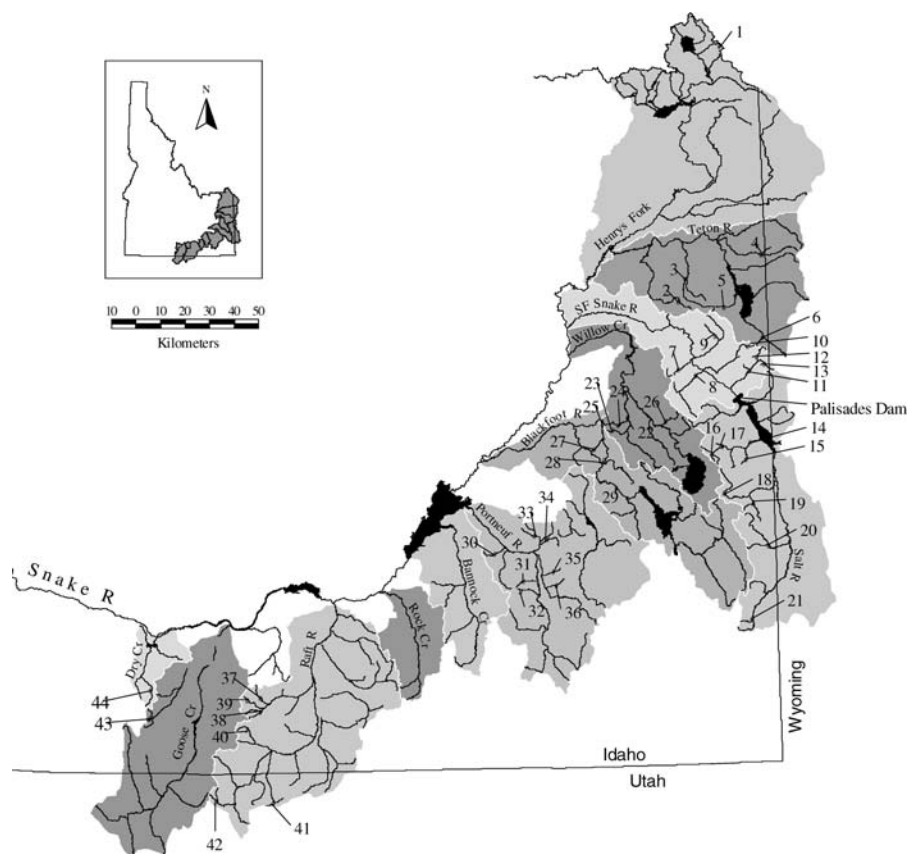 1
N
10 0 10 20 30 40 50
Kilometers
Henrys Fork
Teton R
4
3
2
5
SF Snake R
6
Willow Cr
9
10
12
7
13
8
11
Palisades Dam
23
24
26
25
Blackfoot R
22
16
17
14
27
15
28
18
29
19
34
33
Portneuf R
20
30
35
Salt R
31
Bannock Cr
32
36
21
Snake R
Rock Cr
Raft R
Dry Cr
37
44
39
43
38
Goose Cr
40
Wyoming
Idaho
Utah
41
42